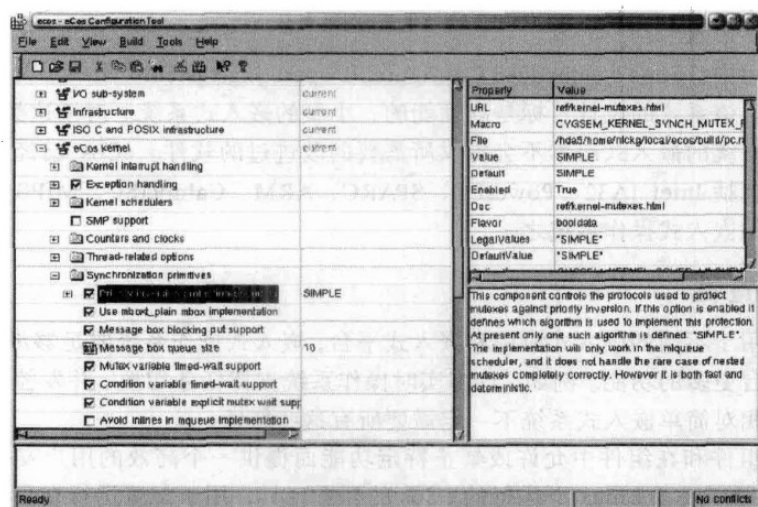 ecos - eCos Configuration Tool
File Edit View Build Tools Help
I/O sub-system current
Infrastructure current
ISO C and POSIX infrastructure current
eCos kernel current
Kernel interrupt handling
Exception handling
Kernel schedulers
SMP support
Counters and clocks
Thread-related options
Synchronization primitives
SIMPLE
Use mbox_plain mbox implementation
Message box blocking put support
Message box queue size 10
Mutex variable timed-wait support
Condition variable timed-wait support
Condition variable explicit mutex wait supp
Avoid inlines in mqueue implementation
Property Value
URL ref/kernel-mutexes.html
Macro CYGSEM_KERNEL_SYNCH_MUTEX_P
File /hda5/home/nickg/local/ecos/build/pc.
Value SIMPLE
Default SIMPLE
Enabled True
Doc ref/kernel-mutexes.html
Flavor booldata
LegalValues "SIMPLE"
DefaultValue "SIMPLE"
This component controls the protocols used to protect
mutexes against priority inversion. If this option is enabled it
defines which algorithm is used to implement this protection.
At present only one such algorithm is defined: "SIMPLE".
The implementation will only work in the mlqueue
scheduler, and it does not handle the rare case of nested
mutexes completely correctly. However it is both fast and
deterministic.
Ready No conflicts